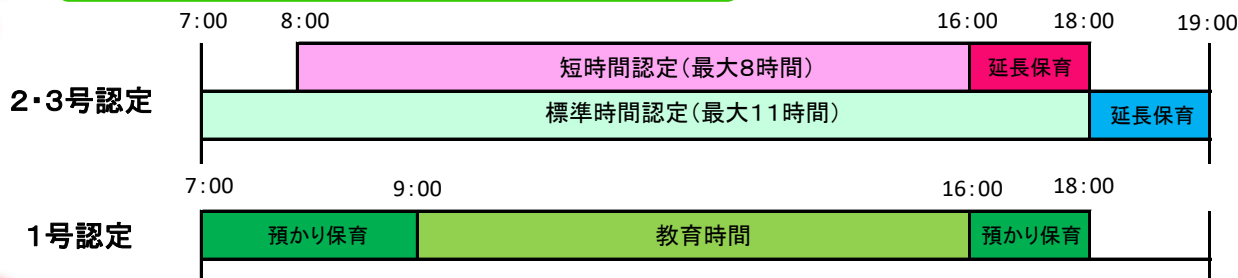 7:00 8:00 16:00 18:00 19:00
短時間認定(最大8時間) 延長保育
2・3号認定
標準時間認定(最大11時間) 延長保育
7:00 9:00 16:00 18:00
1号認定 預かり保育 教育時間 預かり保育